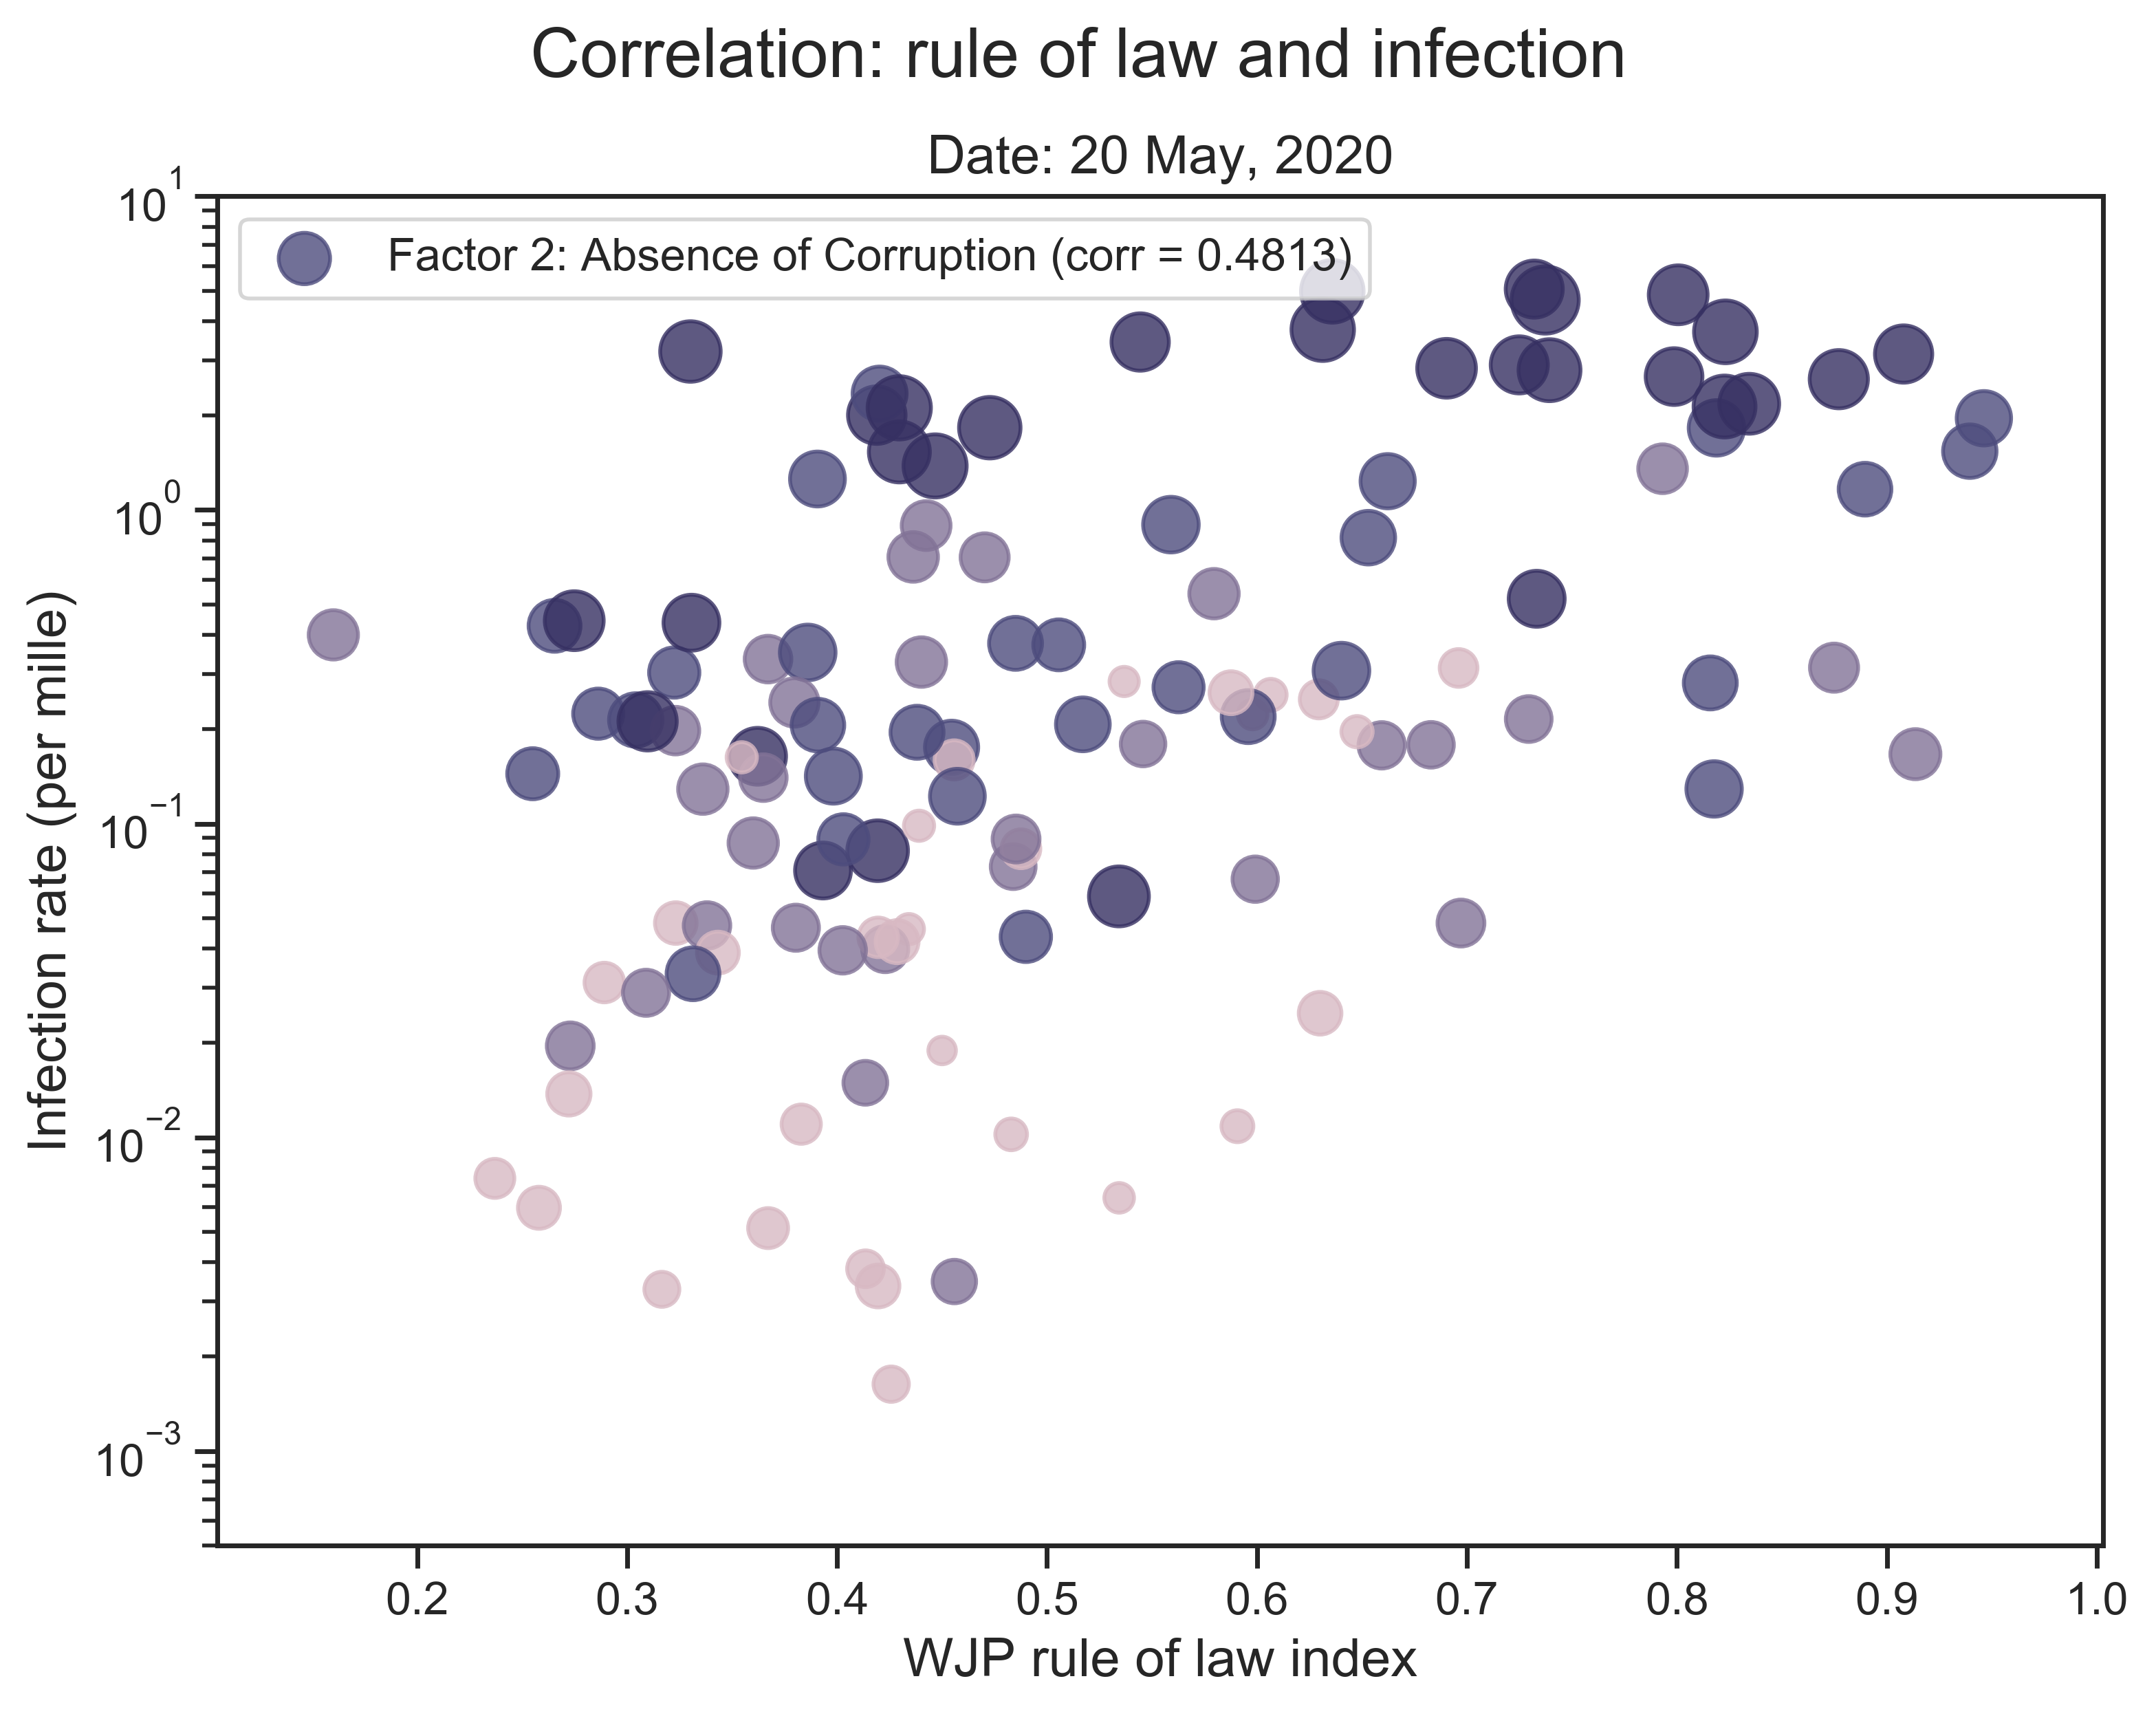 Correlation: rule of law and infection
Date: 20 May, 2020
Factor 2: Absence of Corruption (corr = 0.4813)
Infection rate (per mille)
10^1
10^0
10^−1
10^−2
10^−3
0.2 0.3 0.4 0.5 0.6 0.7 0.8 0.9 1.0
WJP rule of law index